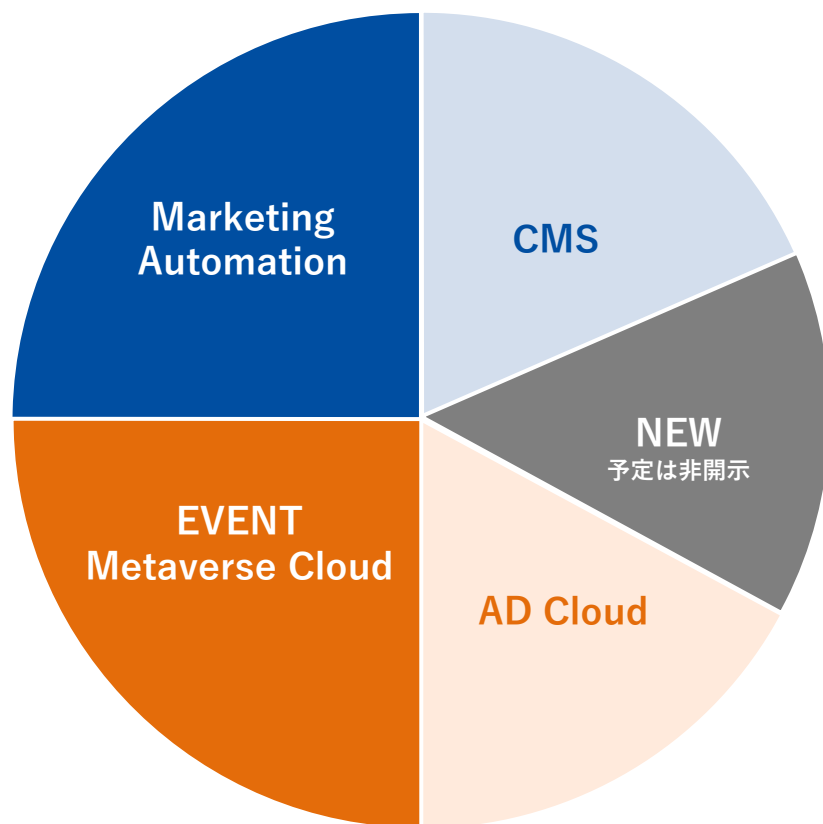 Marketing
Automation
CMS
NEW
予定は非開示
EVENT
Metaverse Cloud
AD Cloud